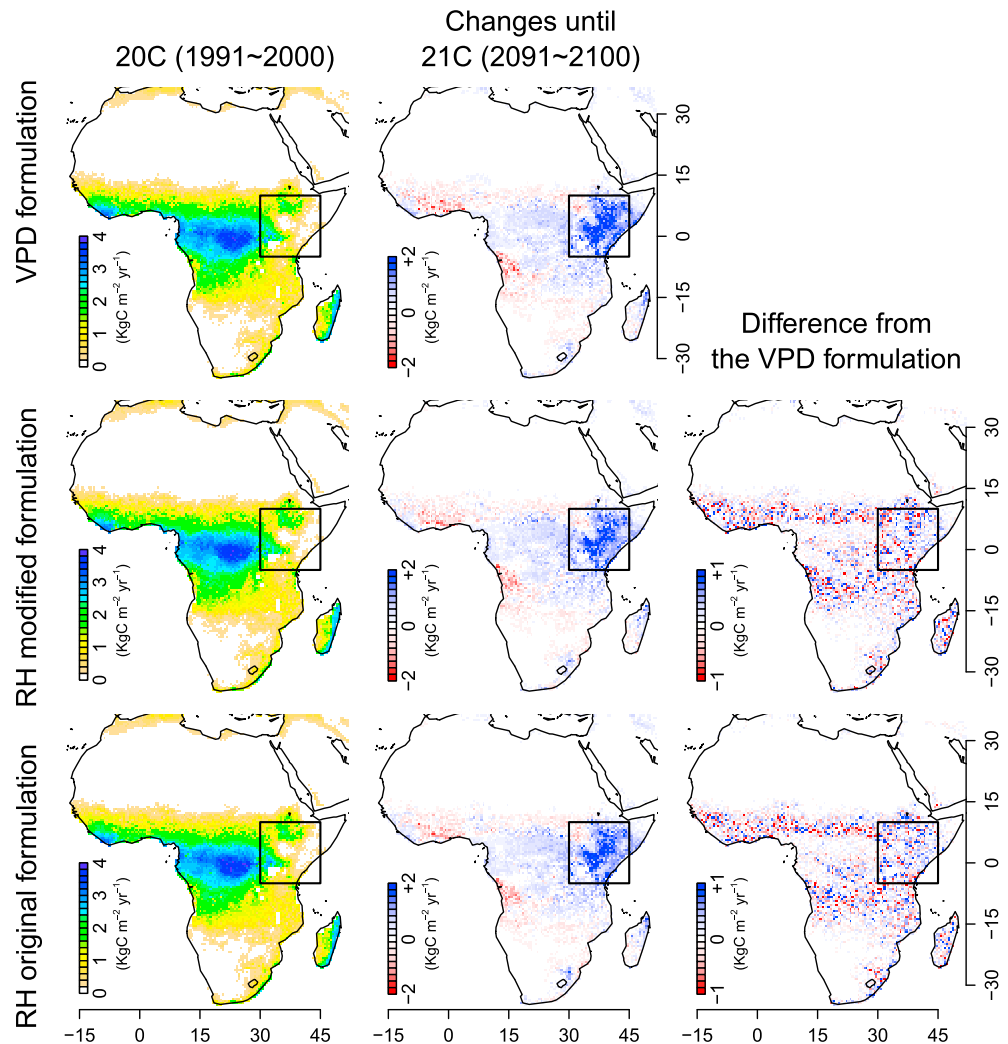 Changes until
20C (1991~2000)
21C (2091~2100)
VPD formulation
0 1 2 3 4
(KgC m⁻² yr⁻¹)
−2 0 +2
(KgC m⁻² yr⁻¹)
−30 −15 0 15 30
Difference from
the VPD formulation
RH modified formulation
0 1 2 3 4
(KgC m⁻² yr⁻¹)
−2 0 +2
(KgC m⁻² yr⁻¹)
−1 0 +1
(KgC m⁻² yr⁻¹)
−30 −15 0 15 30
RH original formulation
0 1 2 3 4
(KgC m⁻² yr⁻¹)
−2 0 +2
(KgC m⁻² yr⁻¹)
−1 0 +1
(KgC m⁻² yr⁻¹)
−30 −15 0 15 30
−15 0 15 30 45
−15 0 15 30 45
−15 0 15 30 45